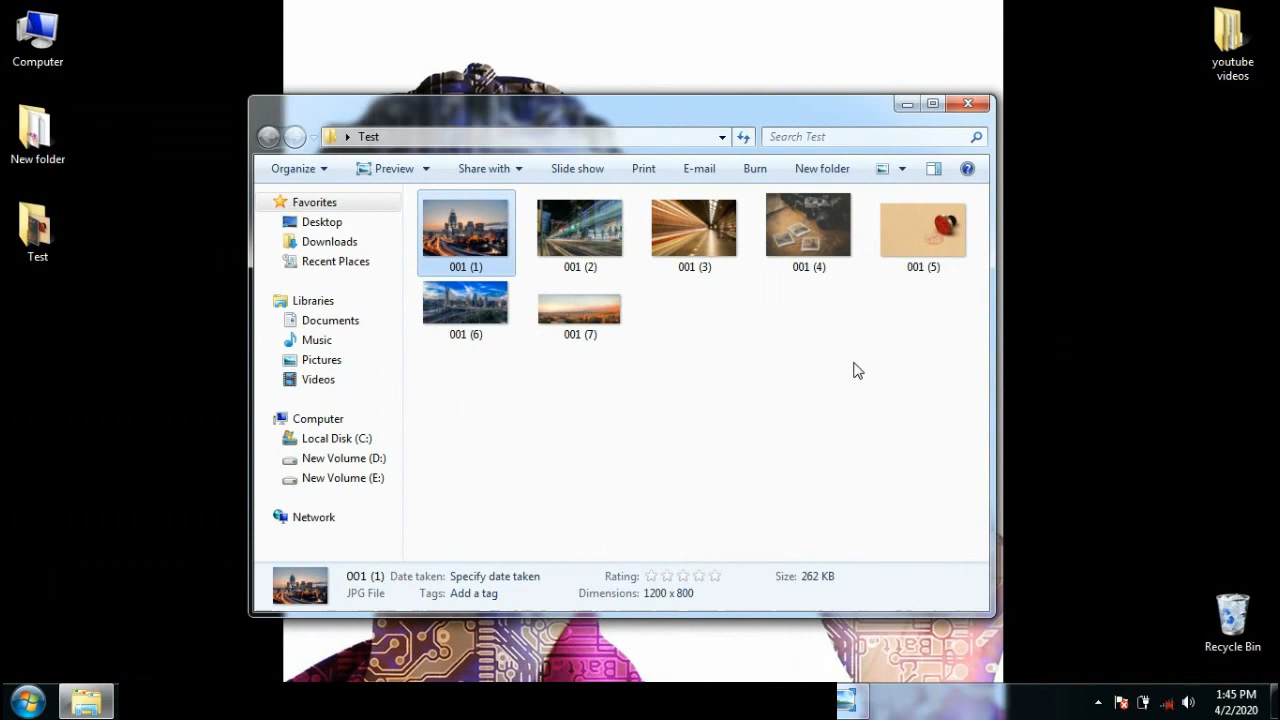 Computer
New folder
Test
youtube
videos
Recycle Bin
Test
Search Test
Organize
Preview
Share with
Slide show
Print
E-mail
Burn
New folder
Favorites
Desktop
Downloads
Recent Places
Libraries
Documents
Music
Pictures
Videos
Computer
Local Disk (C:)
New Volume (D:)
New Volume (E:)
Network
001 (1)
001 (2)
001 (3)
001 (4)
001 (5)
001 (6)
001 (7)
001 (1) Date taken: Specify date taken Rating: Size: 262 KB
JPG File Tags: Add a tag Dimensions: 1200 x 800
Batt
1:45 PM
4/2/2020